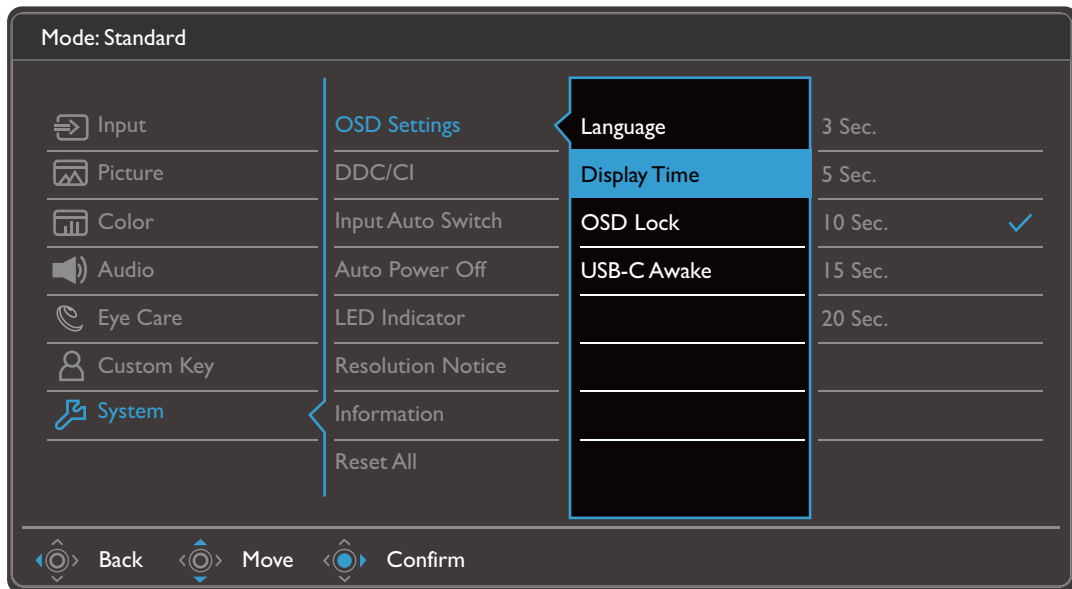 Mode: Standard
Input
Picture
Color
Audio
Eye Care
Custom Key
System
OSD Settings
DDC/CI
Input Auto Switch
Auto Power Off
LED Indicator
Resolution Notice
Information
Reset All
Language
Display Time
OSD Lock
USB-C Awake
3 Sec.
5 Sec.
10 Sec.
15 Sec.
20 Sec.
Back Move Confirm